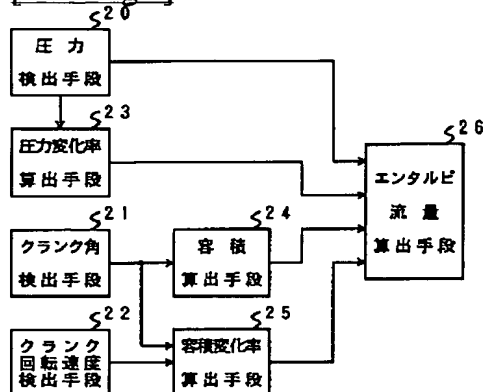 20
圧力
検出手段
23
圧力変化率
算出手段
26
エンタルピ
流量
算出手段
21
クランク角
検出手段
24
容積
算出手段
22
クランク
回転速度
検出手段
25
容積変化率
算出手段